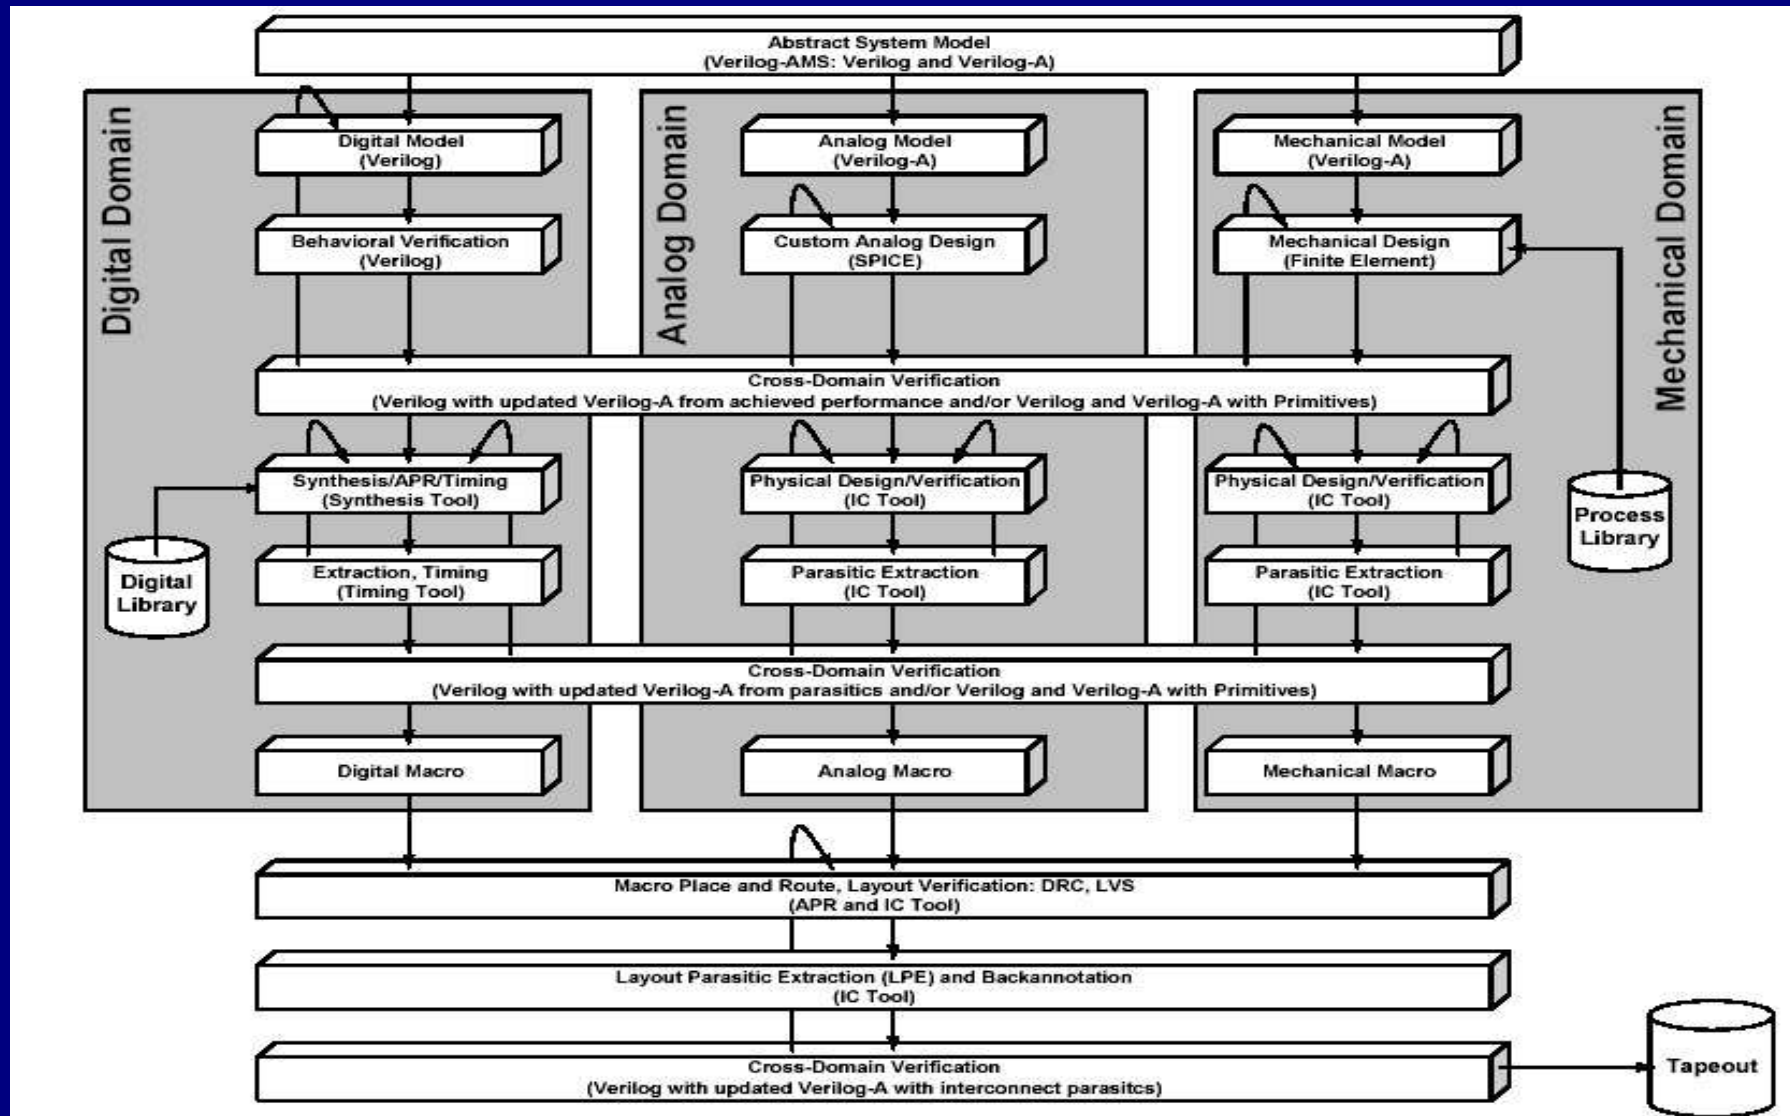 Abstract System Model
(Verilog-AMS: Verilog and Verilog-A)
Digital Domain
Analog Domain
Mechanical Domain
Digital Model
(Verilog)
Analog Model
(Verilog-A)
Mechanical Model
(Verilog-A)
Behavioral Verification
(Verilog)
Custom Analog Design
(SPICE)
Mechanical Design
(Finite Element)
Cross-Domain Verification
(Verilog with updated Verilog-A from achieved performance and/or Verilog and Verilog-A with Primitives)
Synthesis/APR/Timing
(Synthesis Tool)
Physical Design/Verification
(IC Tool)
Physical Design/Verification
(IC Tool)
Process
Library
Digital
Library
Extraction, Timing
(Timing Tool)
Parasitic Extraction
(IC Tool)
Parasitic Extraction
(IC Tool)
Cross-Domain Verification
(Verilog with updated Verilog-A from parasitics and/or Verilog and Verilog-A with Primitives)
Digital Macro
Analog Macro
Mechanical Macro
Macro Place and Route, Layout Verification: DRC, LVS
(APR and IC Tool)
Layout Parasitic Extraction (LPE) and Backannotation
(IC Tool)
Cross-Domain Verification
(Verilog with updated Verilog-A with interconnect parasitcs)
Tapeout